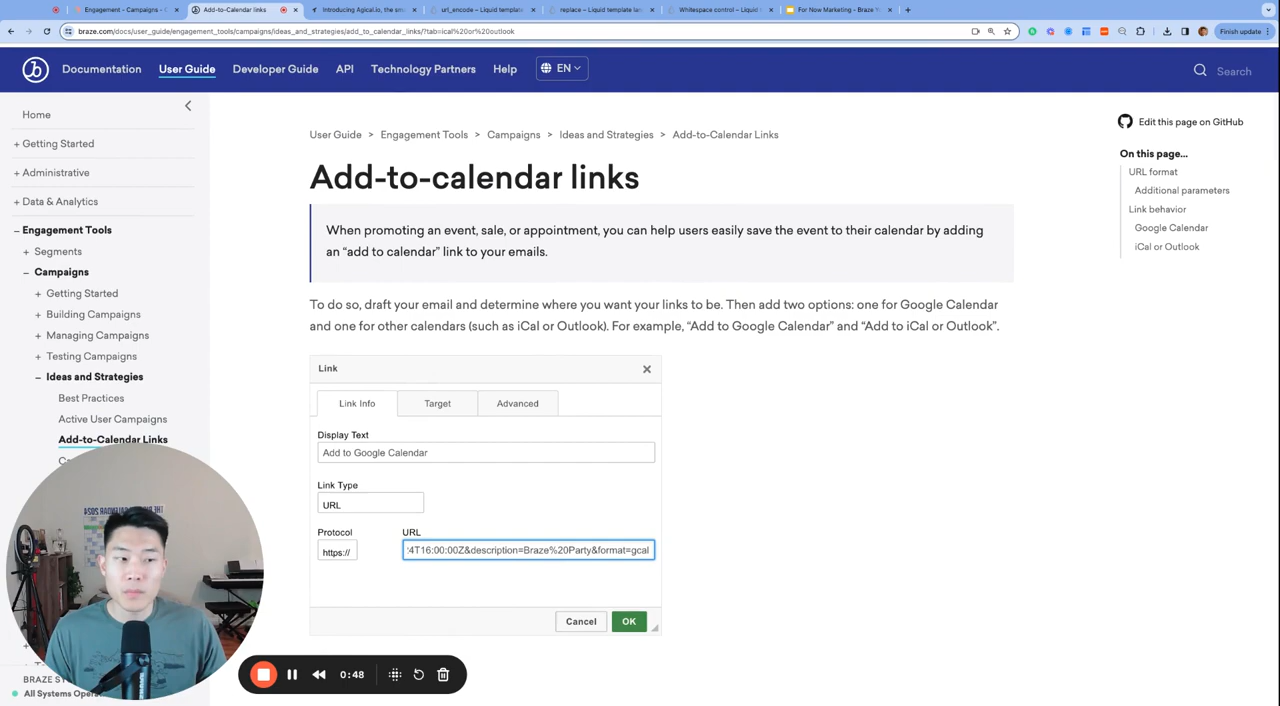 Engagement - Campaigns - C
Add-to-Calendar links
Introducing Agical.io, the sm
url_encode – Liquid template
replace – Liquid template lan
Whitespace control – Liquid
For Now Marketing - Braze
braze.com/docs/user_guide/engagement_tools/campaigns/ideas_and_strategies/add_to_calendar_links/?tab=ical%20or%20outlook
Finish update
Documentation
User Guide
Developer Guide
API
Technology Partners
Help
EN
Search
Home
+ Getting Started
+ Administrative
+ Data & Analytics
– Engagement Tools
+ Segments
– Campaigns
+ Getting Started
+ Building Campaigns
+ Managing Campaigns
+ Testing Campaigns
– Ideas and Strategies
Best Practices
Active User Campaigns
Add-to-Calendar Links
BRAZE
All Systems Opera
User Guide > Engagement Tools > Campaigns > Ideas and Strategies > Add-to-Calendar Links
Add-to-calendar links
When promoting an event, sale, or appointment, you can help users easily save the event to their calendar by adding
an “add to calendar” link to your emails.
To do so, draft your email and determine where you want your links to be. Then add two options: one for Google Calendar
and one for other calendars (such as iCal or Outlook). For example, “Add to Google Calendar” and “Add to iCal or Outlook”.
Link
Link Info
Target
Advanced
Display Text
Add to Google Calendar
Link Type
URL
Protocol
URL
https://
4T16:00:00Z&description=Braze%20Party&format=gcal
Cancel
OK
0:48
Edit this page on GitHub
On this page...
URL format
Additional parameters
Link behavior
Google Calendar
iCal or Outlook